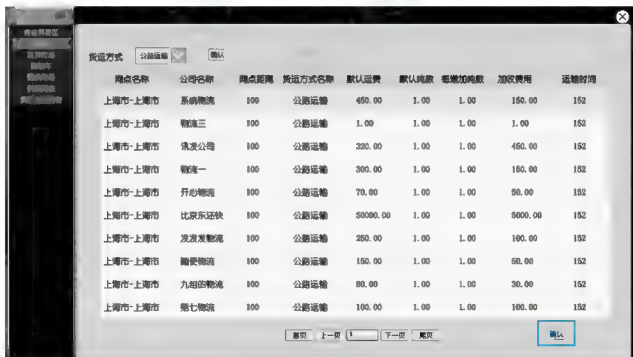 货运方式 公路运输 确认
网点名称 公司名称 网点距离 货运方式名称 默认运费 默认吨数 每增加吨数 加收费用 运输时间
上海市-上海市 系统物流 100 公路运输 450.00 1.00 1.00 150.00 152
上海市-上海市 物流三 100 公路运输 1.00 1.00 1.00 1.00 152
上海市-上海市 讯发公司 100 公路运输 320.00 1.00 1.00 450.00 152
上海市-上海市 物流一 100 公路运输 300.00 1.00 1.00 150.00 152
上海市-上海市 开心物流 100 公路运输 70.00 1.00 1.00 50.00 152
上海市-上海市 比京东还快 100 公路运输 50000.00 1.00 1.00 5000.00 152
上海市-上海市 发发发物流 100 公路运输 250.00 1.00 1.00 100.00 152
上海市-上海市 随便物流 100 公路运输 150.00 1.00 1.00 50.00 152
上海市-上海市 九组的物流 100 公路运输 80.00 1.00 1.00 30.00 152
上海市-上海市 第七物流 100 公路运输 100.00 1.00 1.00 100.00 152
首页 上一页 1 下一页 尾页 确认